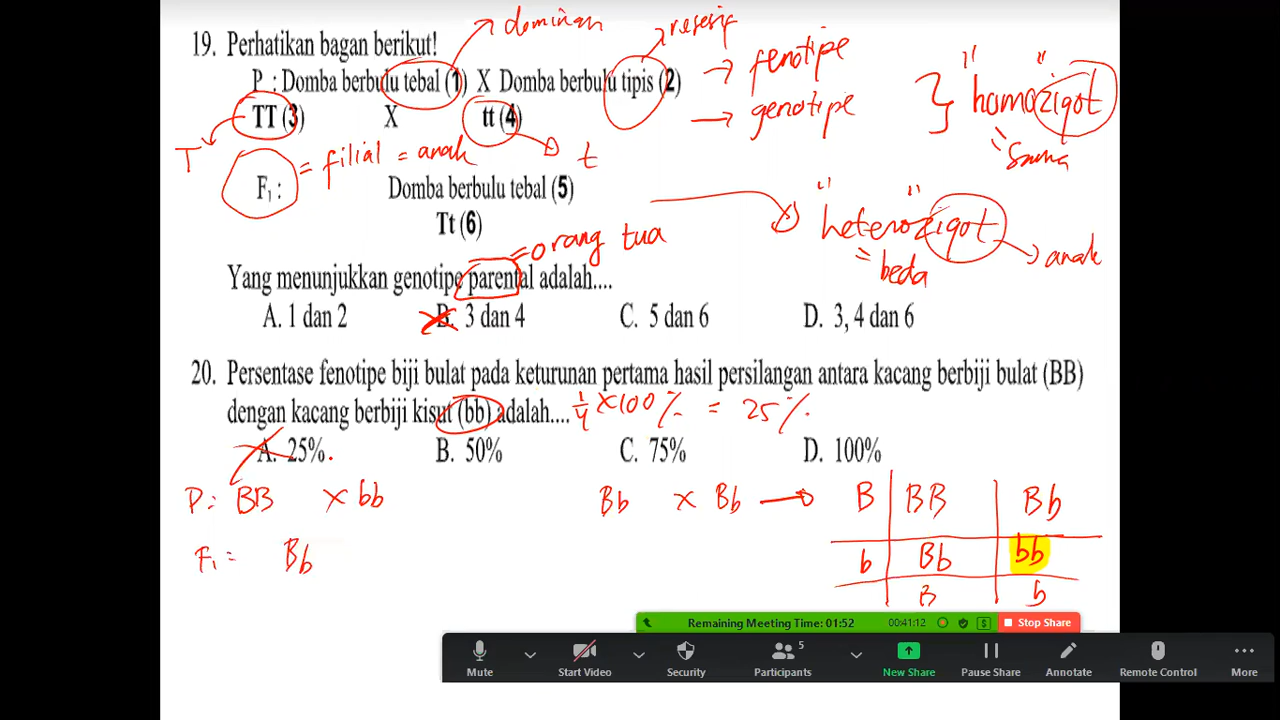 dominan
resesif
19. Perhatikan bagan berikut!
P : Domba berbulu tebal (1) X Domba berbulu tipis (2)
→ fenotipe
} "homozigot"
TT (3) X tt (4)
→ genotipe
= sama
T
F₁ :
= filial = anak
t
Domba berbulu tebal (5)
Tt (6)
"heterozigot"
= beda
anak
= orang tua
Yang menunjukkan genotipe parental adalah....
A. 1 dan 2 B. 3 dan 4 C. 5 dan 6 D. 3, 4 dan 6
20. Persentase fenotipe biji bulat pada keturunan pertama hasil persilangan antara kacang berbiji bulat (BB)
dengan kacang berbiji kisut (bb) adalah.... 1/4 × 100% = 25%
A. 25% B. 50% C. 75% D. 100%
P: BB × bb
Bb × Bb →
B BB Bb
F₁ = Bb
b Bb bb
B b
Remaining Meeting Time: 01:52 00:41:12 Stop Share
Mute Start Video Security Participants 5 New Share Pause Share Annotate Remote Control More